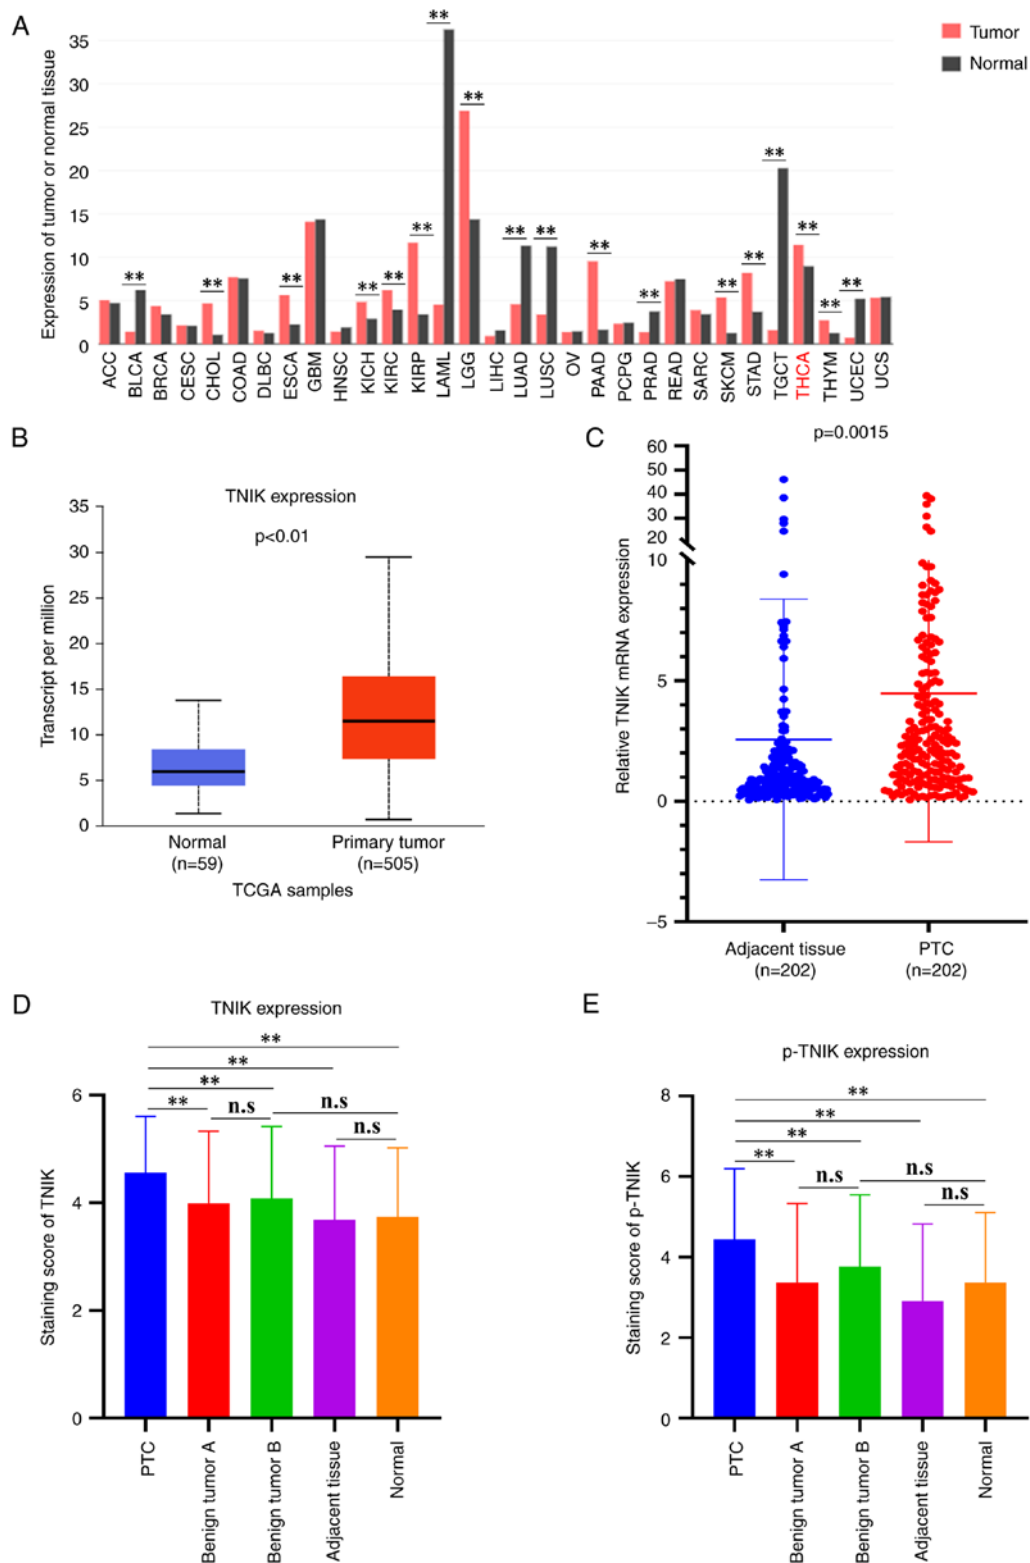 A
Expression of tumor or normal tissue
35
30
25
20
15
10
5
0
** ** ** ** ** ** ** ** ** ** ** ** ** ** ** ** ** **
ACC BLCA BRCA CESC CHOL COAD DLBC ESCA GBM HNSC KICH KIRC KIRP LAML LGG LIHC LUAD LUSC OV PAAD PCPG PRAD READ SARC SKCM STAD TGCT THCA THYM UCEC UCS
Tumor
Normal
B
TNIK expression
p<0.01
Transcript per million
35
30
25
20
15
10
5
0
Normal Primary tumor
(n=59) (n=505)
TCGA samples
C
p=0.0015
Relative TNIK mRNA expression
60
50
40
30
20
10
5
0
−5
Adjacent tissue PTC
(n=202) (n=202)
D
TNIK expression
**
**
**
** n.s n.s
n.s
Staining score of TNIK
6
4
2
0
PTC
Benign tumor A
Benign tumor B
Adjacent tissue
Normal
E
p-TNIK expression
**
**
**
** n.s n.s
n.s
Staining score of p-TNIK
8
6
4
2
0
PTC
Benign tumor A
Benign tumor B
Adjacent tissue
Normal